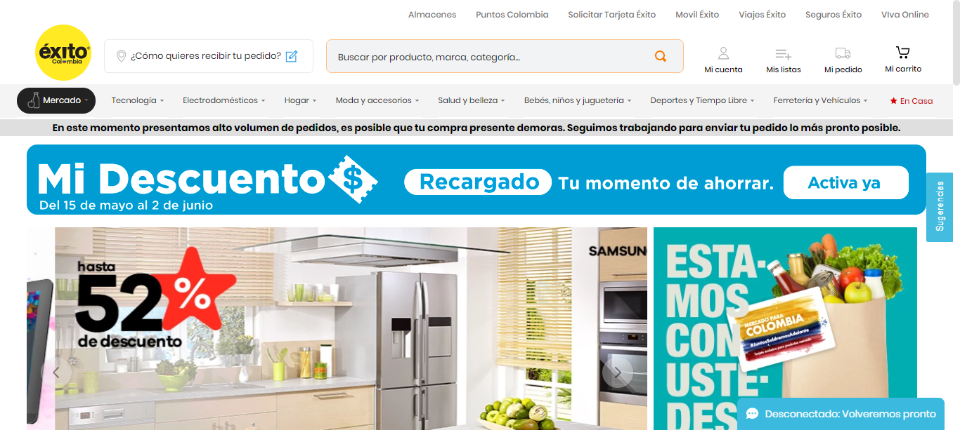 Almacenes Puntos Colombia Solicitar Tarjeta Éxito Movil Éxito Viajes Éxito Seguros Éxito Viva Online
éxito
Colombia
¿Cómo quieres recibir tu pedido?
Buscar por producto, marca, categoría...
Mi cuenta Mis listas Mi pedido Mi carrito
Mercado Tecnología Electrodomésticos Hogar Moda y accesorios Salud y belleza Bebés, niños y juguetería Deportes y Tiempo Libre Ferretería y Vehículos En Casa
En este momento presentamos alto volumen de pedidos, es posible que tu compra presente demoras. Seguimos trabajando para enviar tu pedido lo más pronto posible.
Mi Descuento $ Recargado Tu momento de ahorrar. Activa ya
Del 15 de mayo al 2 de junio
Sugerencias
hasta
52%
de descuento
SAMSUN
ESTA-
MOS
CON
USTE-
DES
MERCADO PARA
COLOMBIA
Desconectado: Volveremos pronto